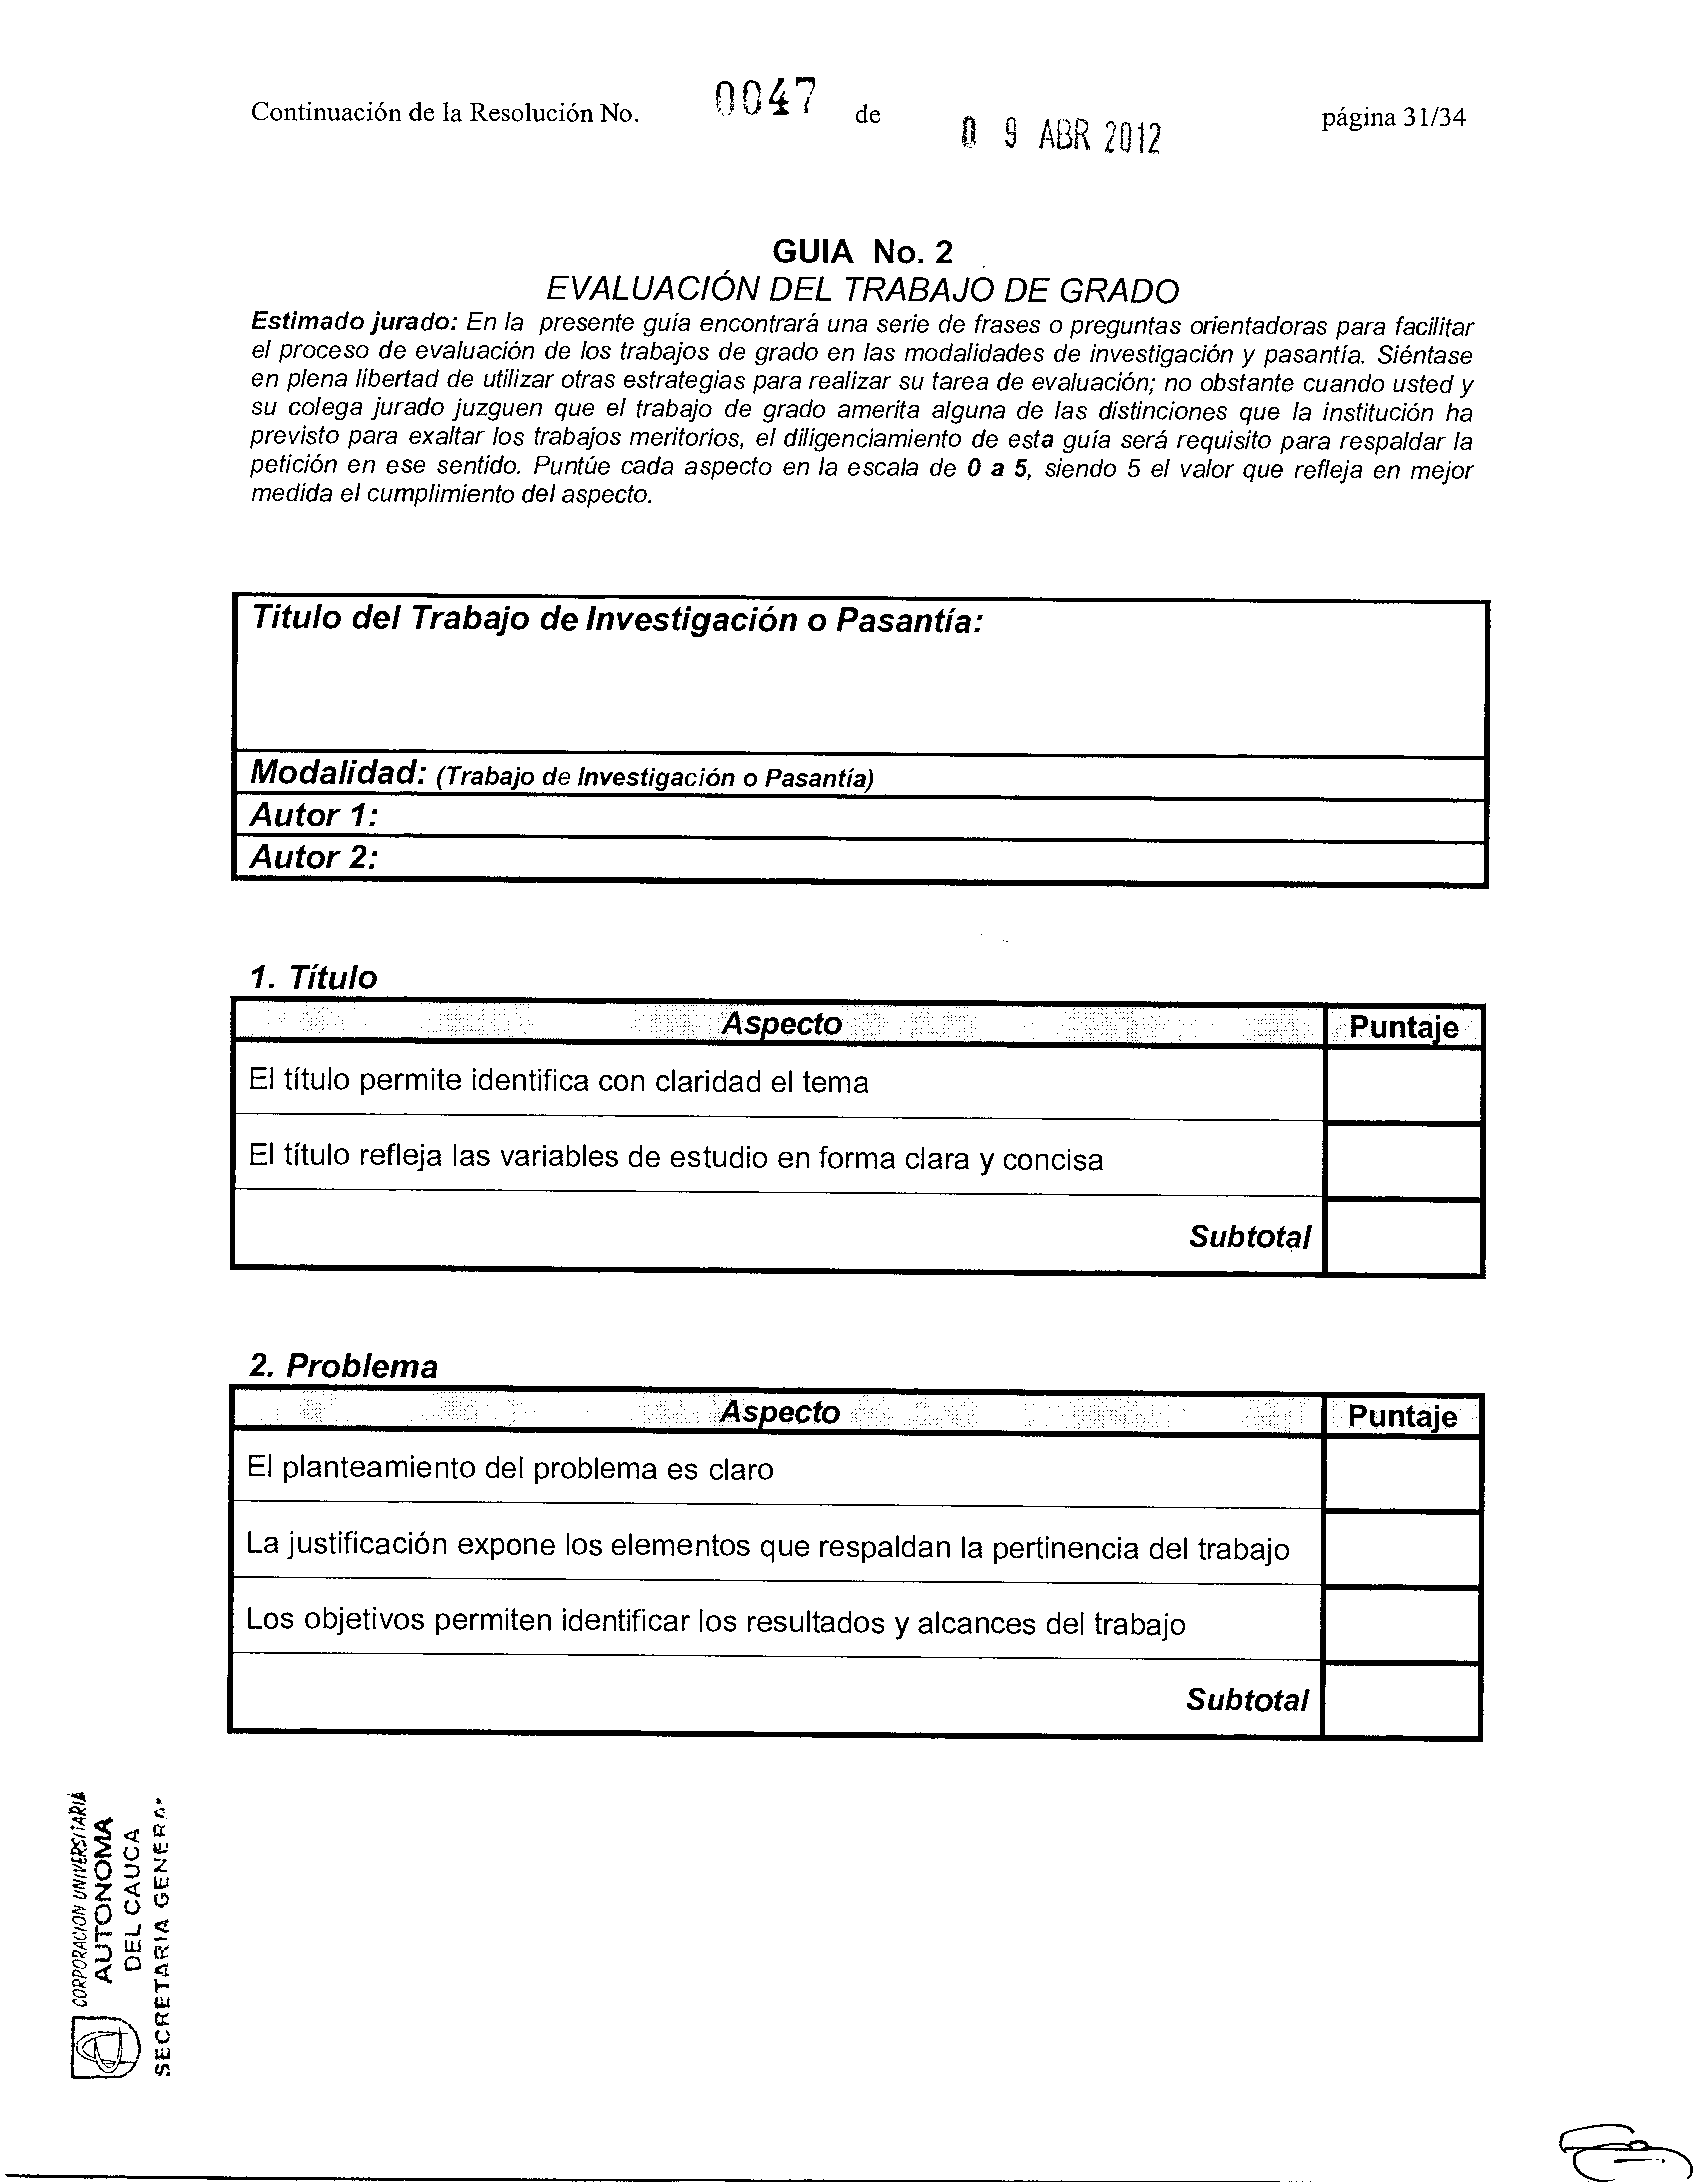 Continuación de la Resolución No. 0047 de 09 ABR 2012 página 31/34
GUIA No. 2
EVALUACIÓN DEL TRABAJO DE GRADO
Estimado jurado: En la presente guía encontrará una serie de frases o preguntas orientadoras para facilitar
el proceso de evaluación de los trabajos de grado en las modalidades de investigación y pasantía. Siéntase
en plena libertad de utilizar otras estrategias para realizar su tarea de evaluación; no obstante cuando usted y
su colega jurado juzguen que el trabajo de grado amerita alguna de las distinciones que la institución ha
previsto para exaltar los trabajos meritorios, el diligenciamiento de esta guía será requisito para respaldar la
petición en ese sentido. Puntúe cada aspecto en la escala de 0 a 5, siendo 5 el valor que refleja en mejor
medida el cumplimiento del aspecto.
Titulo del Trabajo de Investigación o Pasantía:
Modalidad: (Trabajo de Investigación o Pasantía)
Autor 1:
Autor 2:
1. Título
Aspecto Puntaje
El título permite identifica con claridad el tema
El título refleja las variables de estudio en forma clara y concisa
Subtotal
2. Problema
Aspecto Puntaje
El planteamiento del problema es claro
La justificación expone los elementos que respaldan la pertinencia del trabajo
Los objetivos permiten identificar los resultados y alcances del trabajo
Subtotal
CORPORACION UNIVERSITARIA
AUTONOMA
DEL CAUCA
SECRETARIA GENERAL